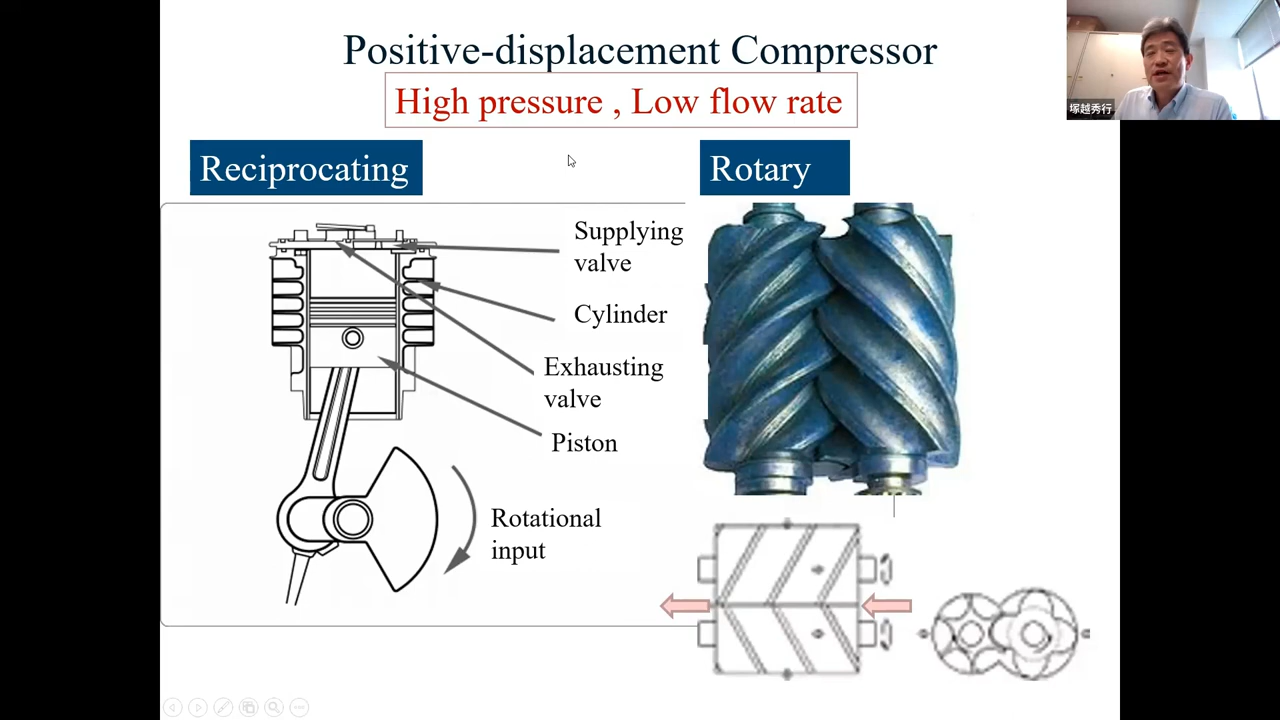 Positive-displacement Compressor
High pressure , Low flow rate
Reciprocating
Rotary
Supplying
valve
Cylinder
Exhausting
valve
Piston
Rotational
input
塚越秀行